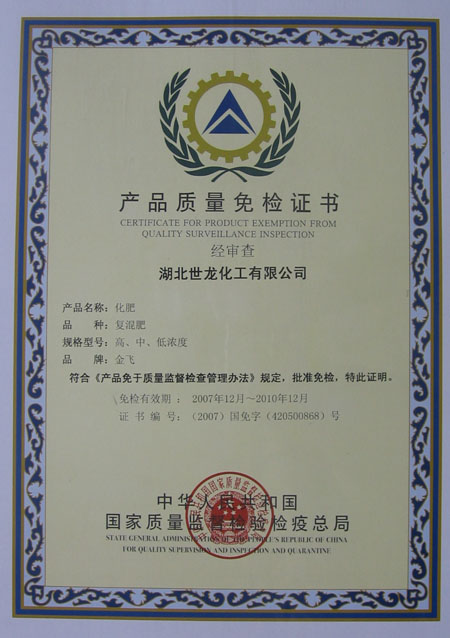 产品质量免检证书
CERTIFICATE FOR PRODUCT EXEMPTION FROM
QUALITY SURVEILLANCE INSPECTION
经审查
湖北世龙化工有限公司
产品名称：化肥
品 种：复混肥
规格型号：高、中、低浓度
品 牌：金飞
符合《产品免于质量监督检查管理办法》规定，批准免检，特此证明。
免检有效期 ： 2007年12月～2010年12月
证 书 编 号：（2007）国免字（420500868）号
中华人民共和国
国家质量监督检验检疫总局
STATE GENERAL ADMINISTRATION OF THE PEOPLE'S REPUBLIC OF CHINA
FOR QUALITY SUPERVISION AND INSPECTION AND QUARANTINE